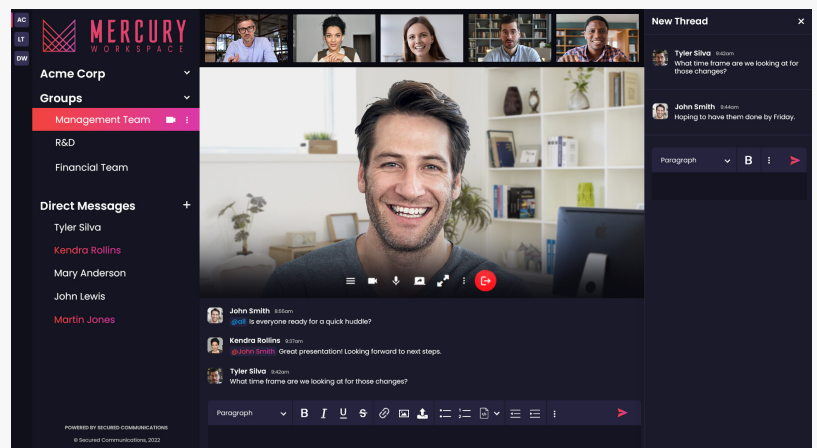 AC
LT
DW
MERCURY
WORKSPACE
Acme Corp
Groups
Management Team
R&D
Financial Team
Direct Messages
Tyler Silva
Kendra Rollins
Mary Anderson
John Lewis
Martin Jones
POWERED BY SECURED COMMUNICATIONS
© Secured Communications, 2022
John Smith 8:55am
@all Is everyone ready for a quick huddle?
Kendra Rollins 9:37am
@John Smith Great presentation! Looking forward to next steps.
Tyler Silva 9:42am
What time frame are we looking at for those changes?
Paragraph B I U S
New Thread
Tyler Silva 9:42am
What time frame are we looking at for
those changes?
John Smith 9:44am
Hoping to have them done by Friday.
Paragraph B